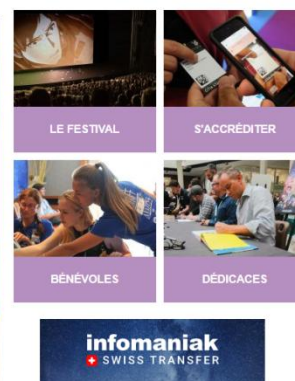 LE FESTIVAL
S'ACCRÉDITER
BÉNÉVOLES
DÉDICACES
infomaniak
SWISS TRANSFER